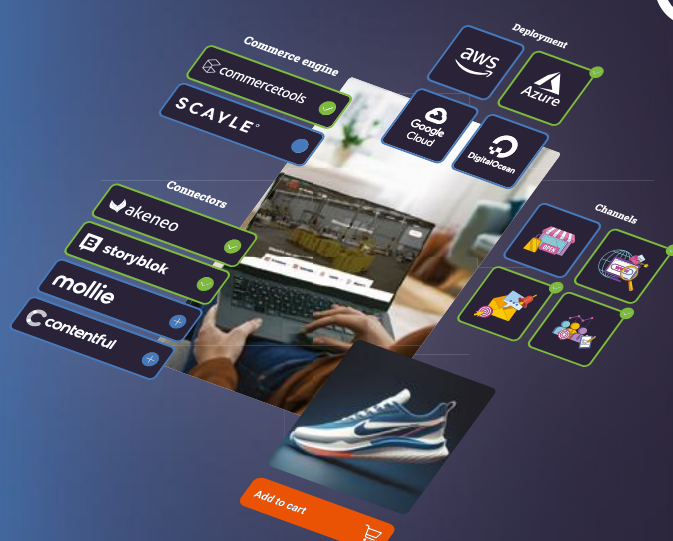 Deployment
Commerce engine
aws
commercetools
Azure
SCAYLE
Google
Cloud
DigitalOcean
Connectors
akeneo
Channels
storyblok
OPEN
mollie
contentful
Add to cart